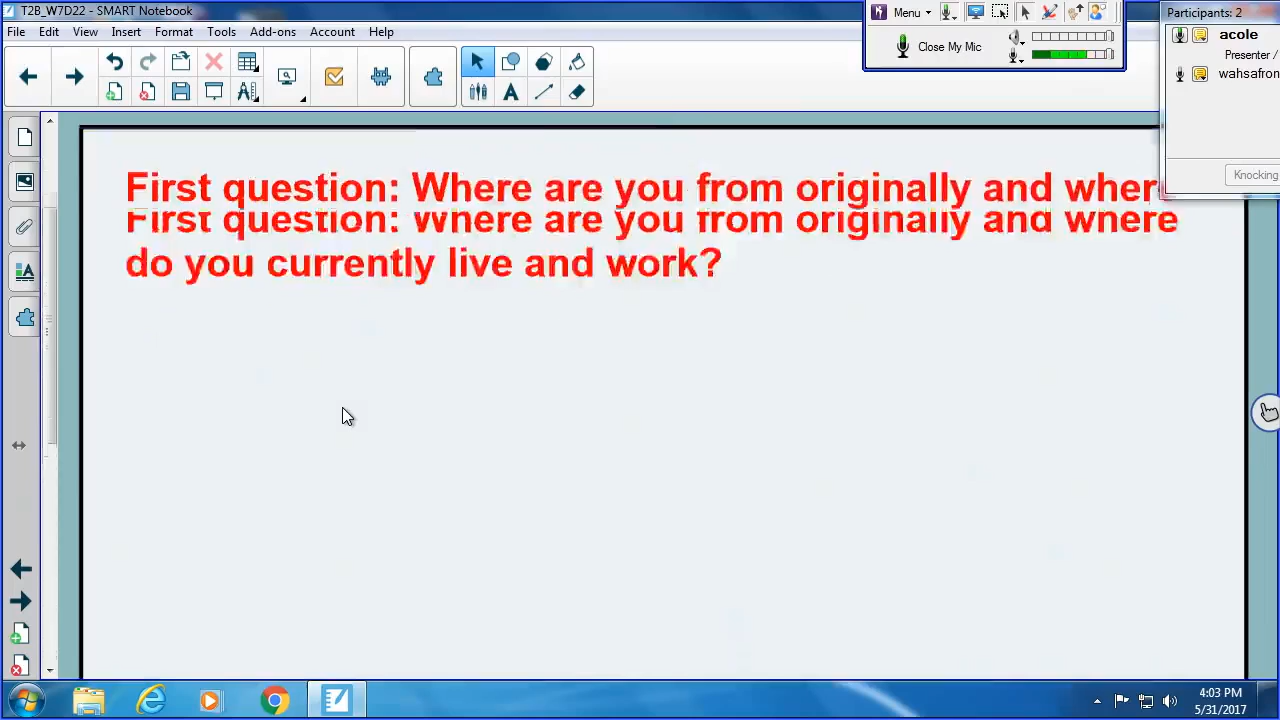 T2B_W7D22 - SMART Notebook
File Edit View Insert Format Tools Add-ons Account Help
Menu
Close My Mic
Participants: 2
acole
Presenter /
wahsafron
Knocking
First question: Where are you from originally and where
First question: Where are you from originally and where
do you currently live and work?
4:03 PM
5/31/2017